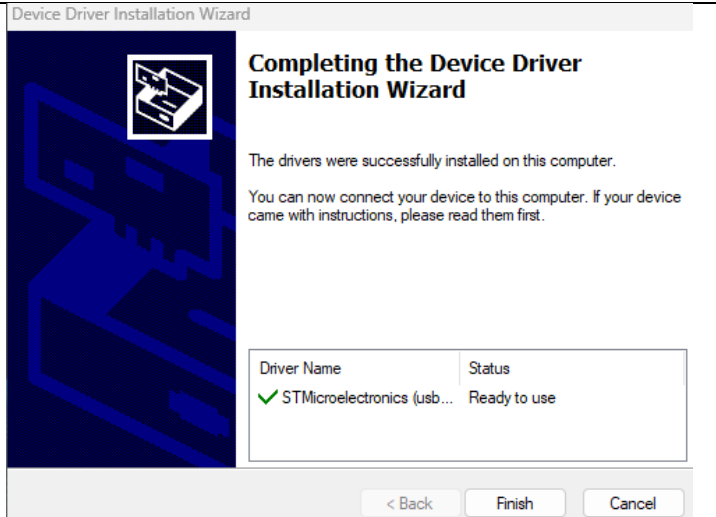 Device Driver Installation Wizard
Completing the Device Driver
Installation Wizard
The drivers were successfully installed on this computer.
You can now connect your device to this computer. If your device
came with instructions, please read them first.
Driver Name Status
STMicroelectronics (usb... Ready to use
< Back Finish Cancel